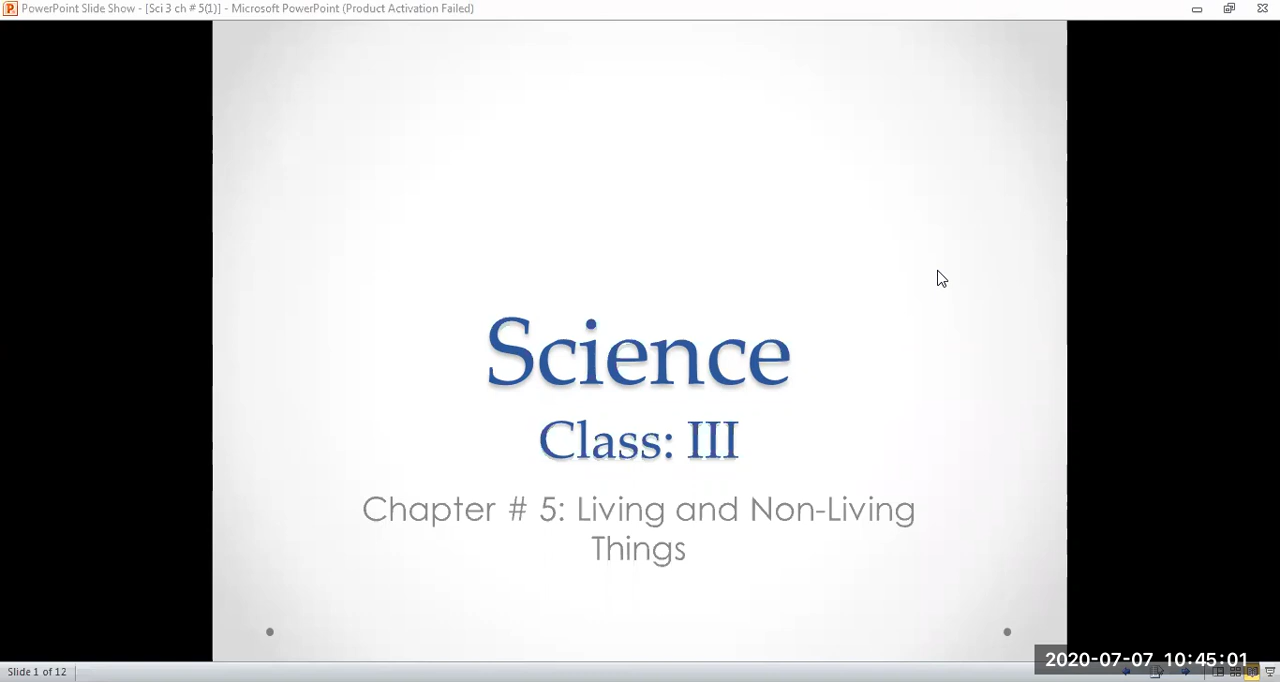 PowerPoint Slide Show - [Sci 3 ch # 5(1)] - Microsoft PowerPoint (Product Activation Failed)
Science
Class: III
Chapter # 5: Living and Non-Living
Things
2020-07-07 10:45:01
Slide 1 of 12